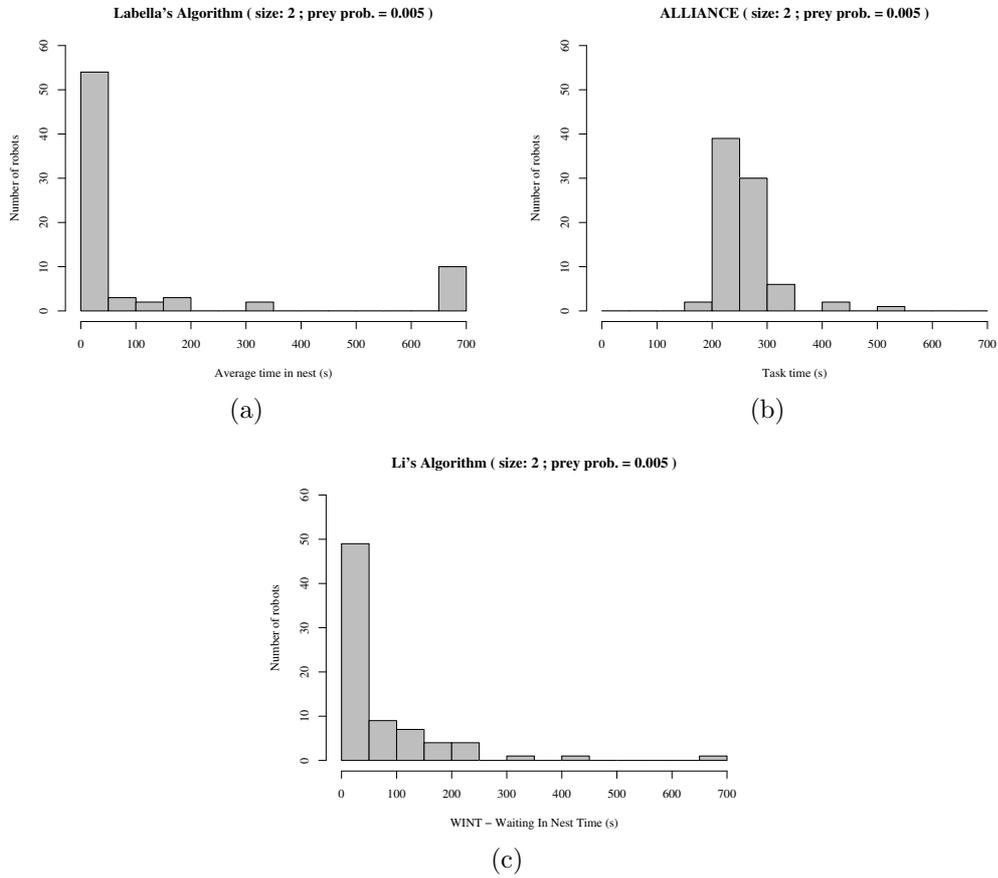 Labella's Algorithm ( size: 2 ; prey prob. = 0.005 )
Number of robots
0 10 20 30 40 50 60
0 100 200 300 400 500 600 700
Average time in nest (s)
(a)
ALLIANCE ( size: 2 ; prey prob. = 0.005 )
Number of robots
0 10 20 30 40 50 60
0 100 200 300 400 500 600 700
Task time (s)
(b)
Li's Algorithm ( size: 2 ; prey prob. = 0.005 )
Number of robots
0 10 20 30 40 50 60
0 100 200 300 400 500 600 700
WINT – Waiting In Nest Time (s)
(c)